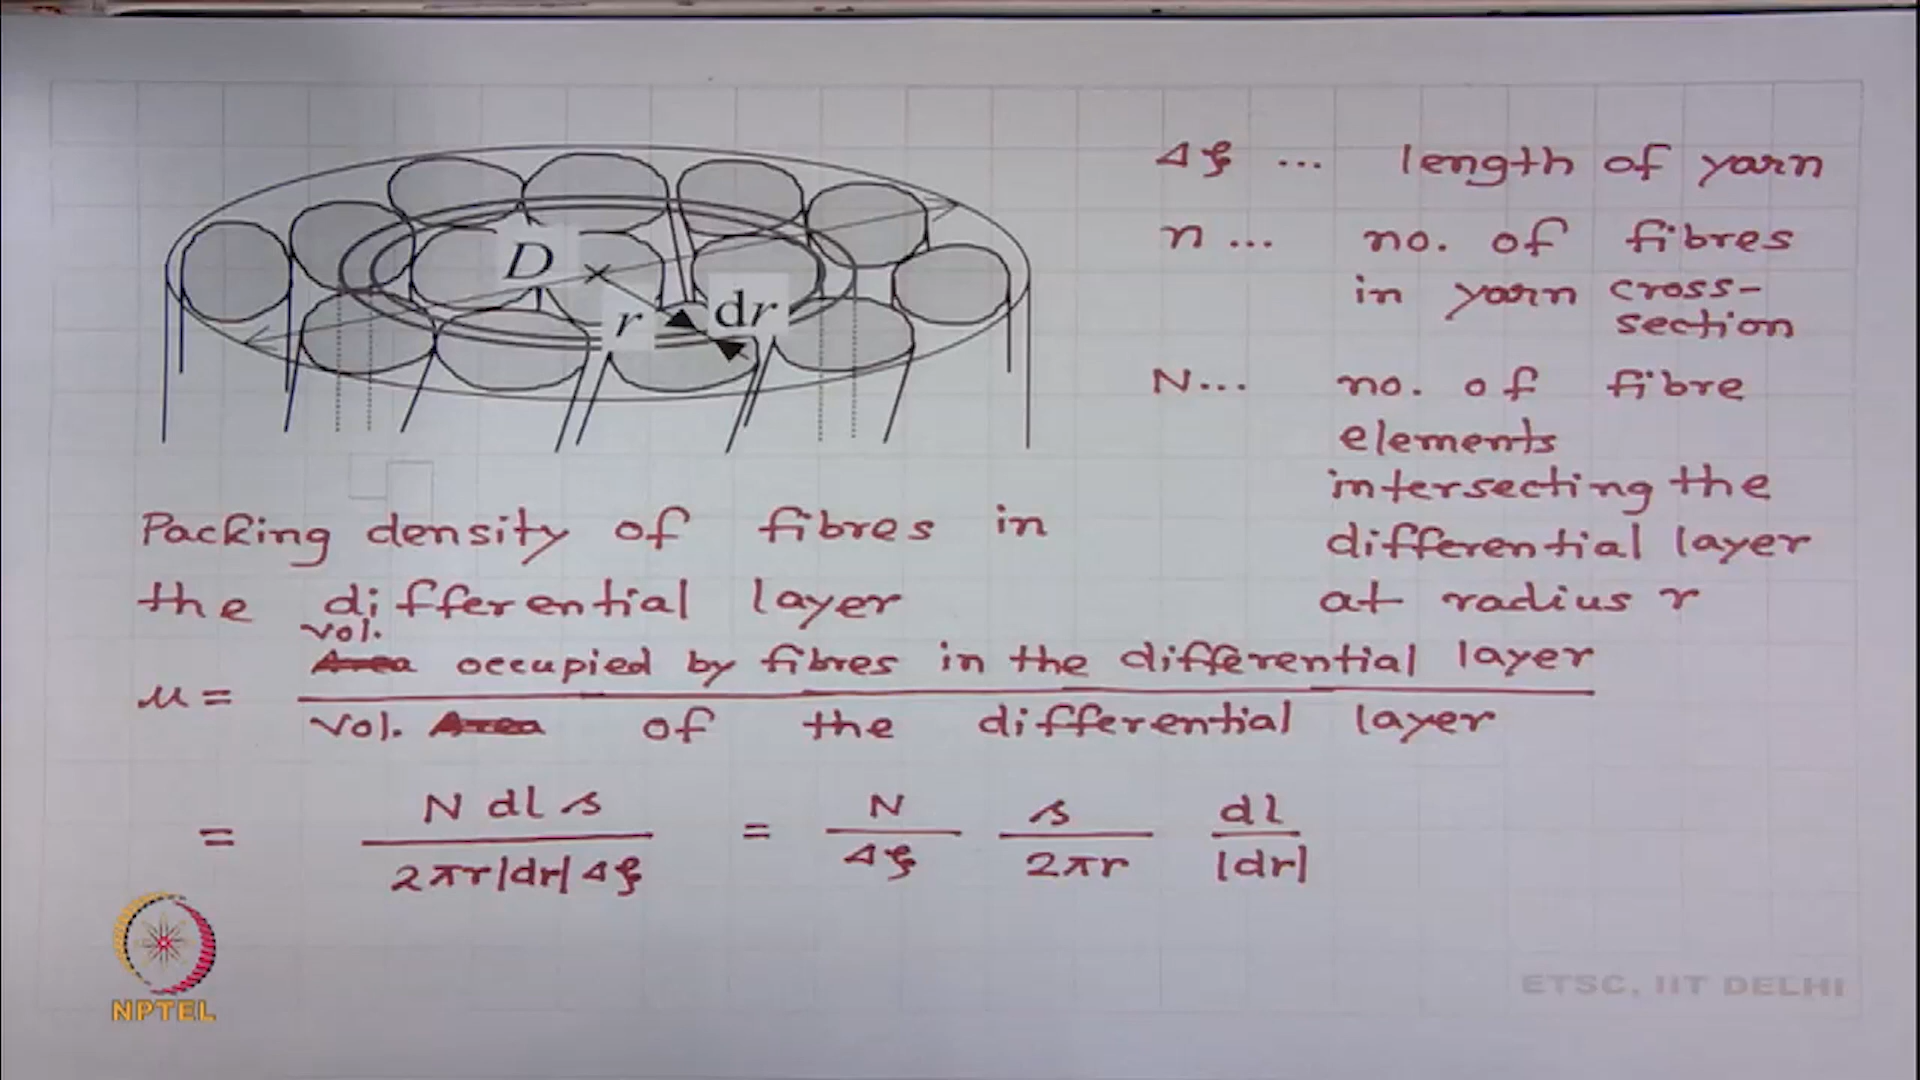 D
r
dr
Δξ ... length of yarn
n ... no. of fibres
in yarn cross-
section
N... no. of fibre
elements
intersecting the
differential layer
at radius r
Packing density of fibres in
the differential layer
vol.
Area occupied by fibres in the differential layer
μ =
Vol. Area of the differential layer
= N dl s / 2πr|dr| Δξ = N / Δξ s / 2πr dl / |dr|
NPTEL
ETSC, IIT DELHI